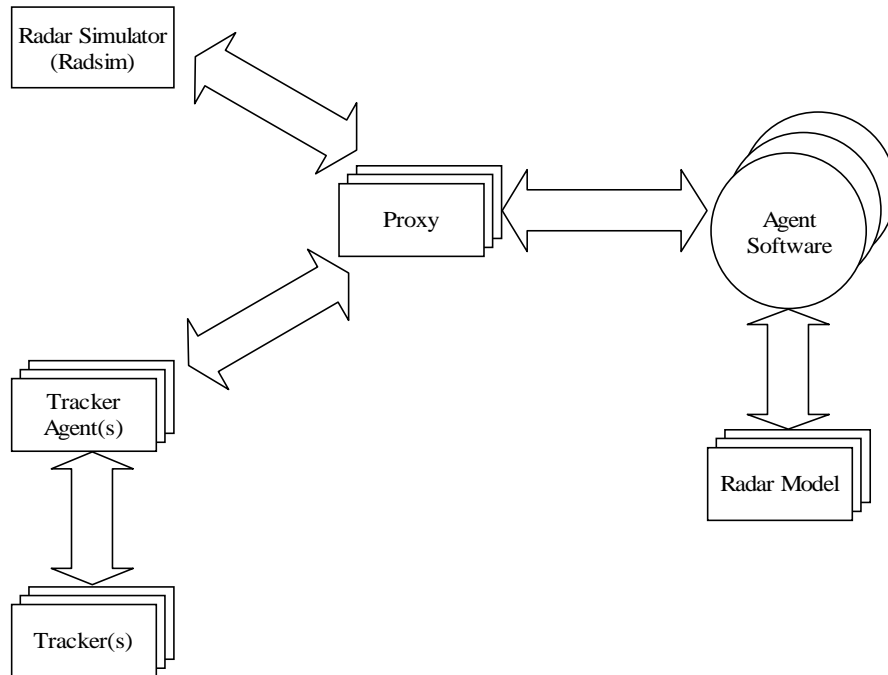 Radar Simulator
(Radsim)
Proxy
Agent
Software
Tracker
Agent(s)
Radar Model
Tracker(s)